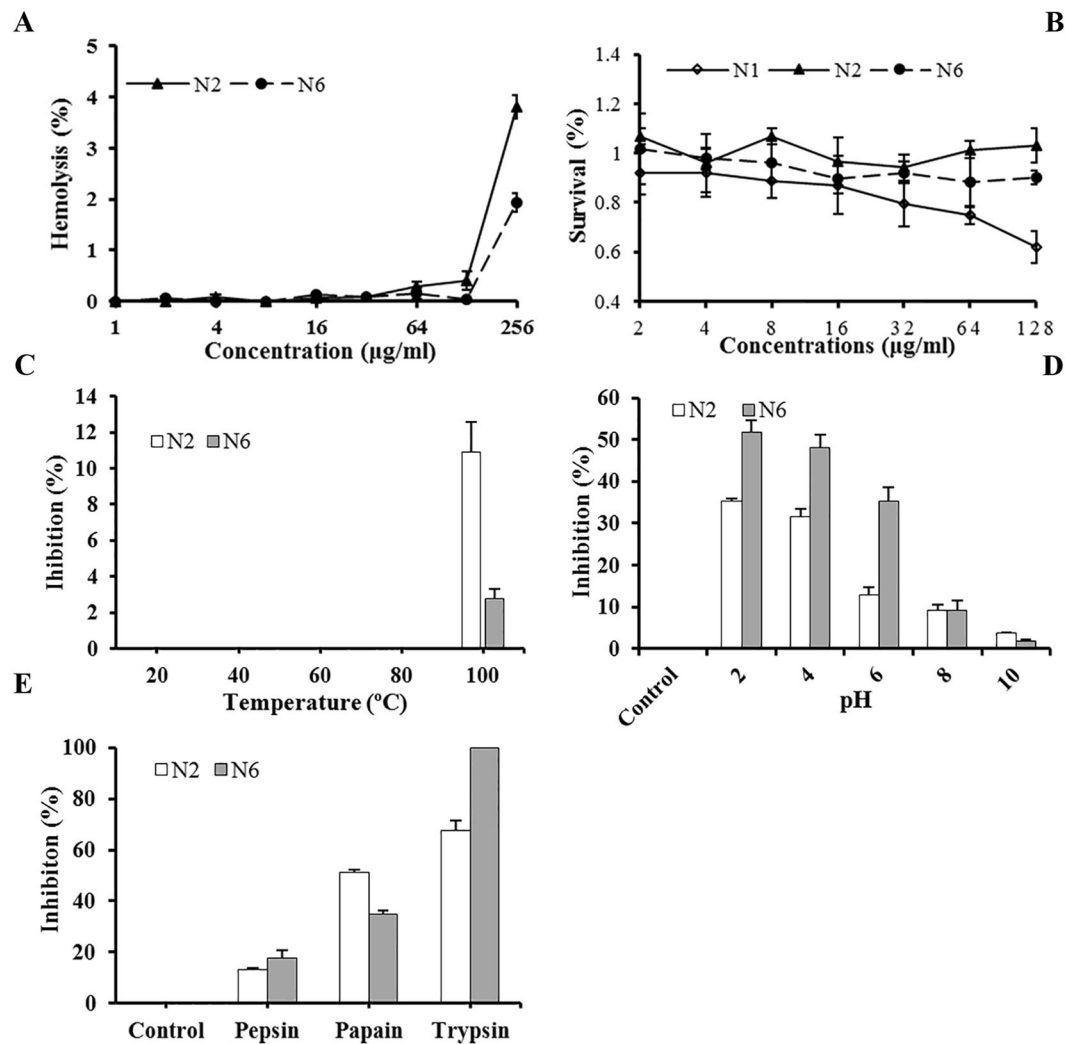 A
B
5
4
3
2
1
0
Hemolysis (%)
N2
N6
1
4
16
64
256
Concentration (µg/ml)
1.4
1.2
1
0.8
0.6
0.4
Survival (%)
N1
N2
N6
2
4
8
16
32
64
128
Concentrations (µg/ml)
C
D
14
12
10
8
6
4
2
0
Ihibition (%)
N2
N6
20
40
60
80
100
Temperature (ºC)
60
50
40
30
20
10
0
Inhibition (%)
N2
N6
Control
2
4
6
8
10
pH
E
100
80
60
40
20
0
Inhibiton (%)
N2
N6
Control
Pepsin
Papain
Trypsin